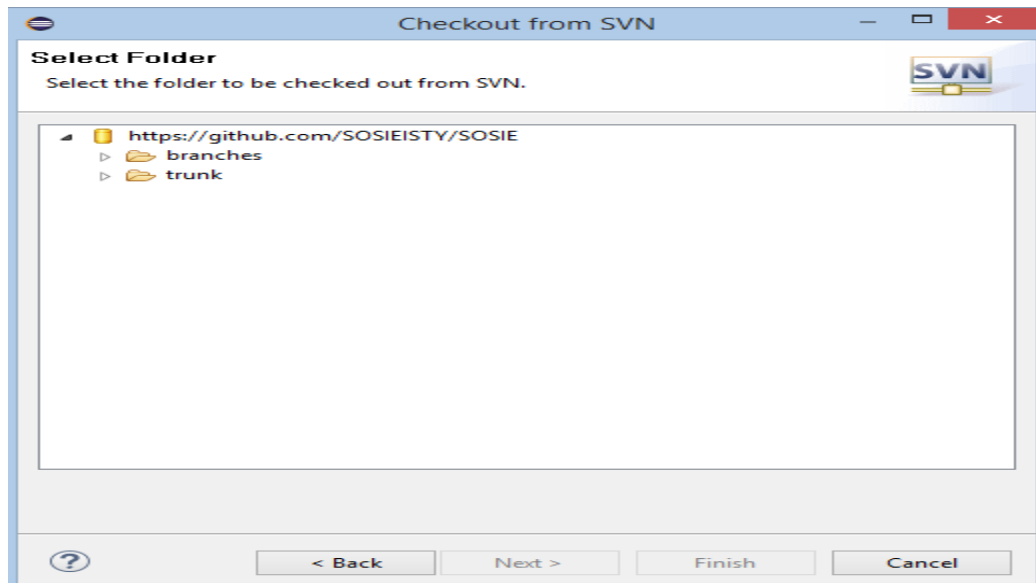 Checkout from SVN
Select Folder
Select the folder to be checked out from SVN.
SVN
https://github.com/SOSIEISTY/SOSIE
branches
trunk
?
< Back
Next >
Finish
Cancel